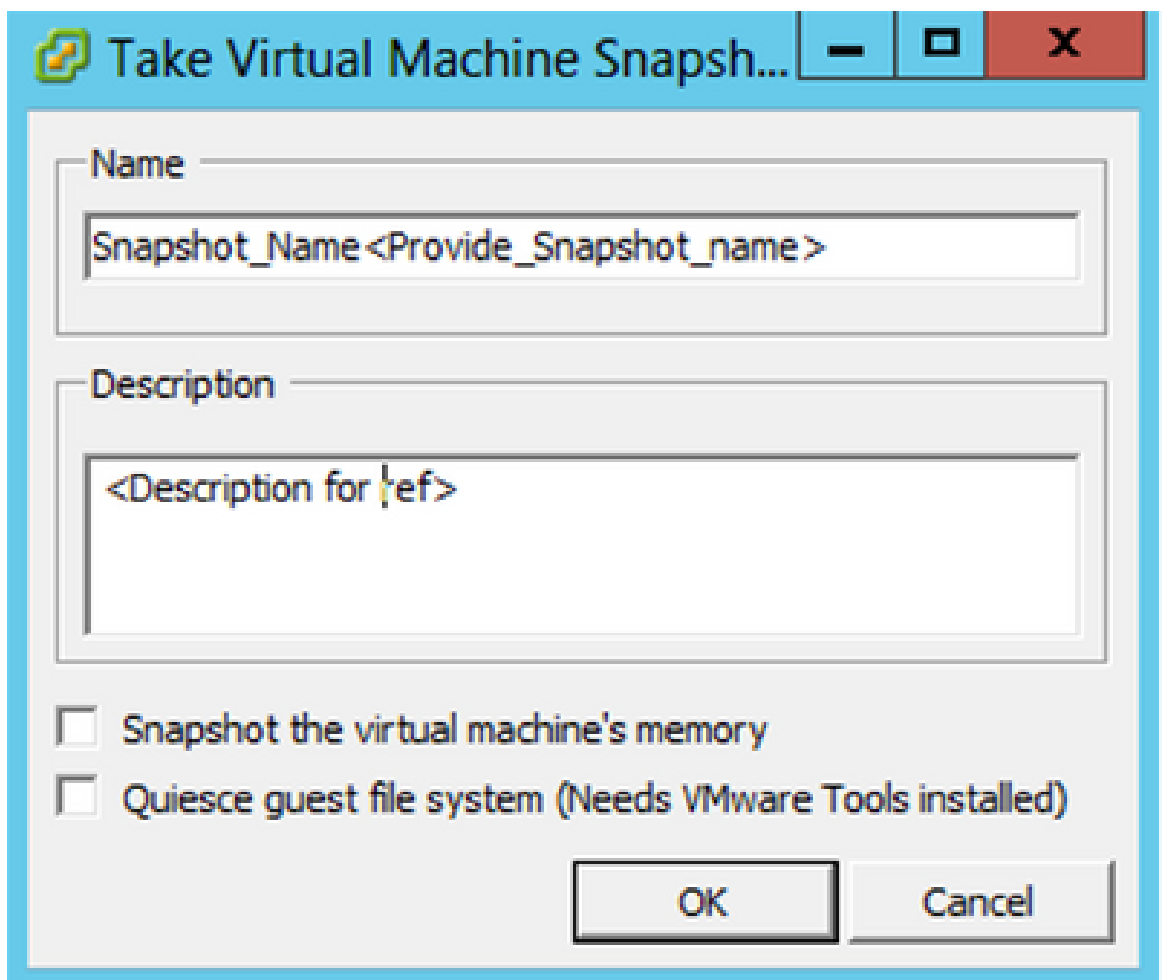 Take Virtual Machine Snapsh...
Name
Snapshot_Name<Provide_Snapshot_name>
Description
<Description for ref>
Snapshot the virtual machine's memory
Quiesce guest file system (Needs VMware Tools installed)
OK
Cancel